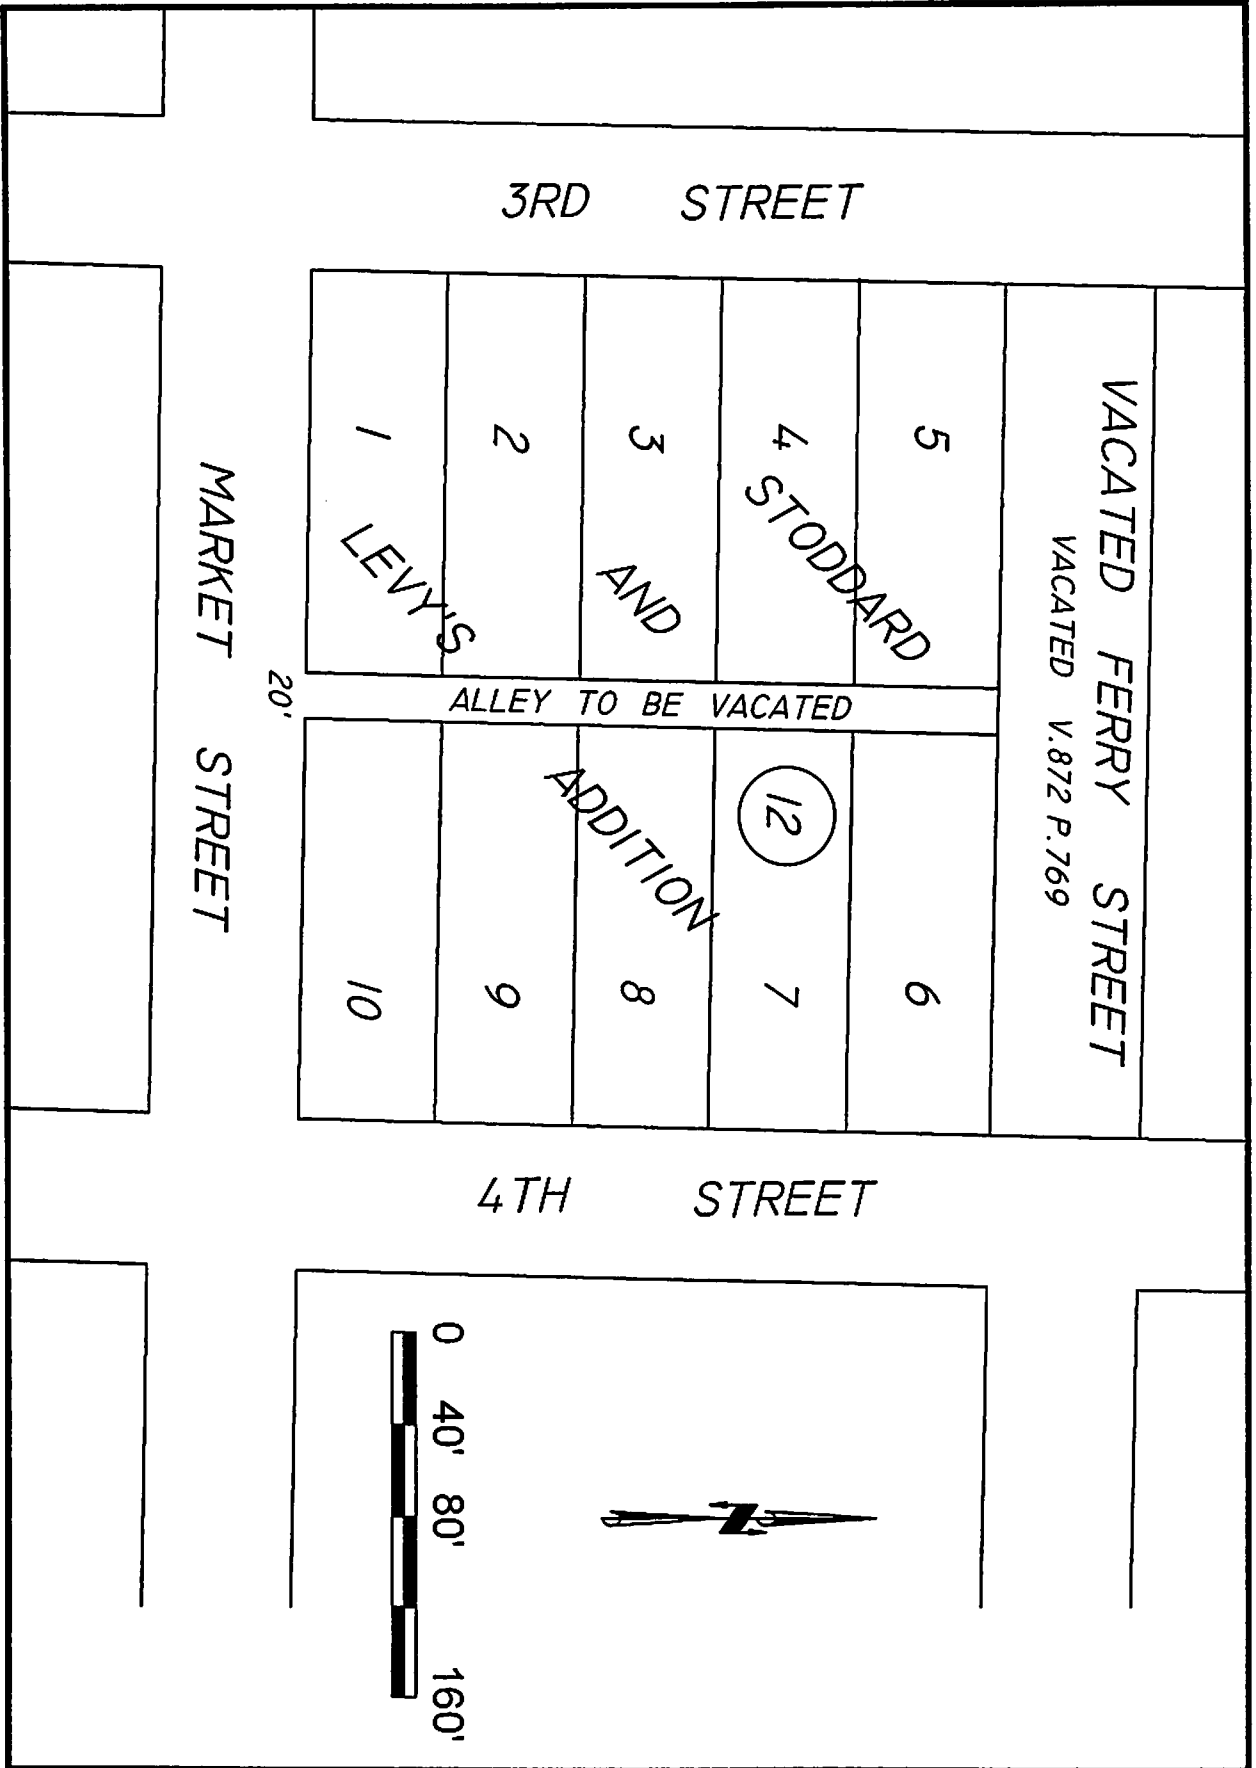 3RD STREET
VACATED FERRY STREET
VACATED V.872 P.769
5
4
3
2
1
STODDARD
AND
LEVY'S
ADDITION
ALLEY TO BE VACATED
20'
12
6
7
8
9
10
MARKET STREET
4TH STREET
0 40' 80' 160'